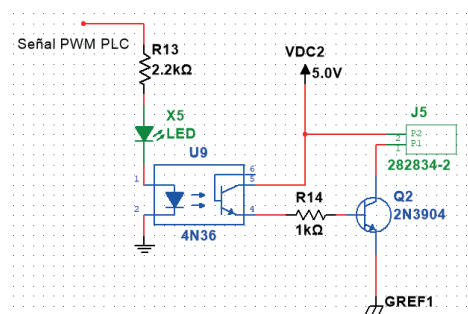 Señal PWM PLC
R13
2.2kΩ
VDC2
5.0V
X5
LED
J5
P2
P1
2
1
282834-2
U9
6
5
4
1
2
4N36
R14
1kΩ
Q2
2N3904
GREF1